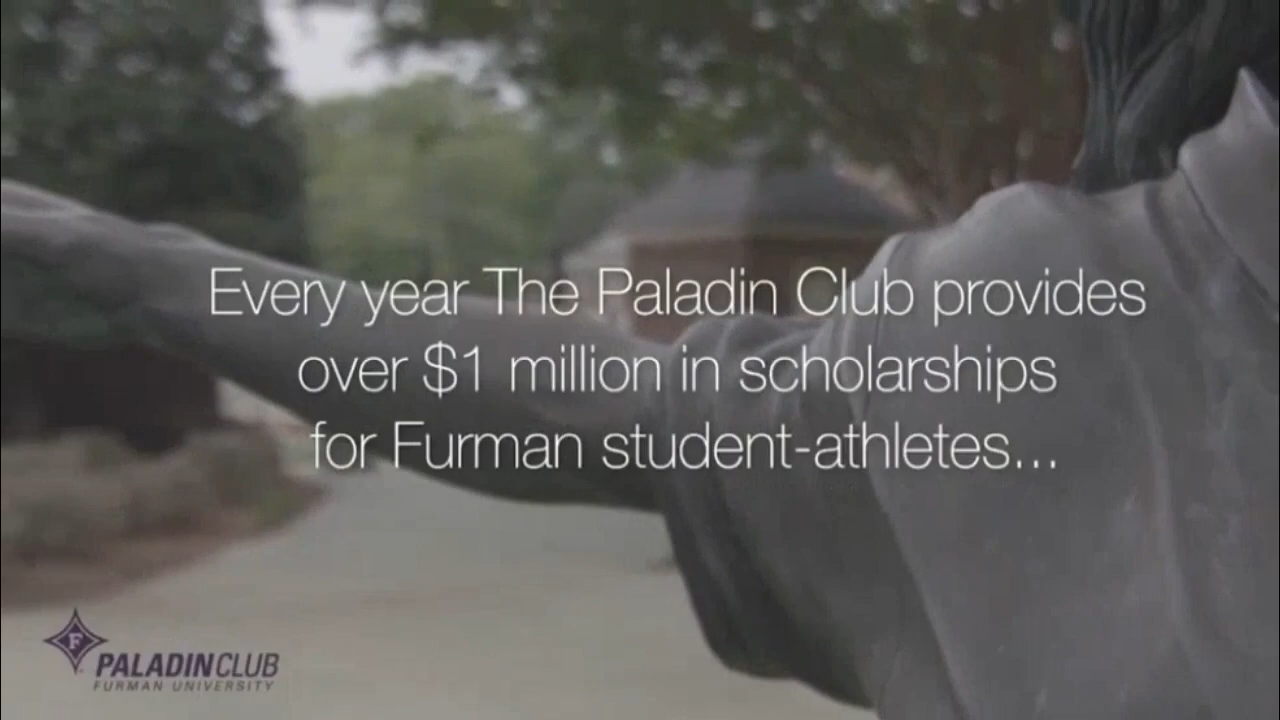 Every year The Paladin Club provides
over $1 million in scholarships
for Furman student-athletes...
F
PALADINCLUB
FURMAN UNIVERSITY